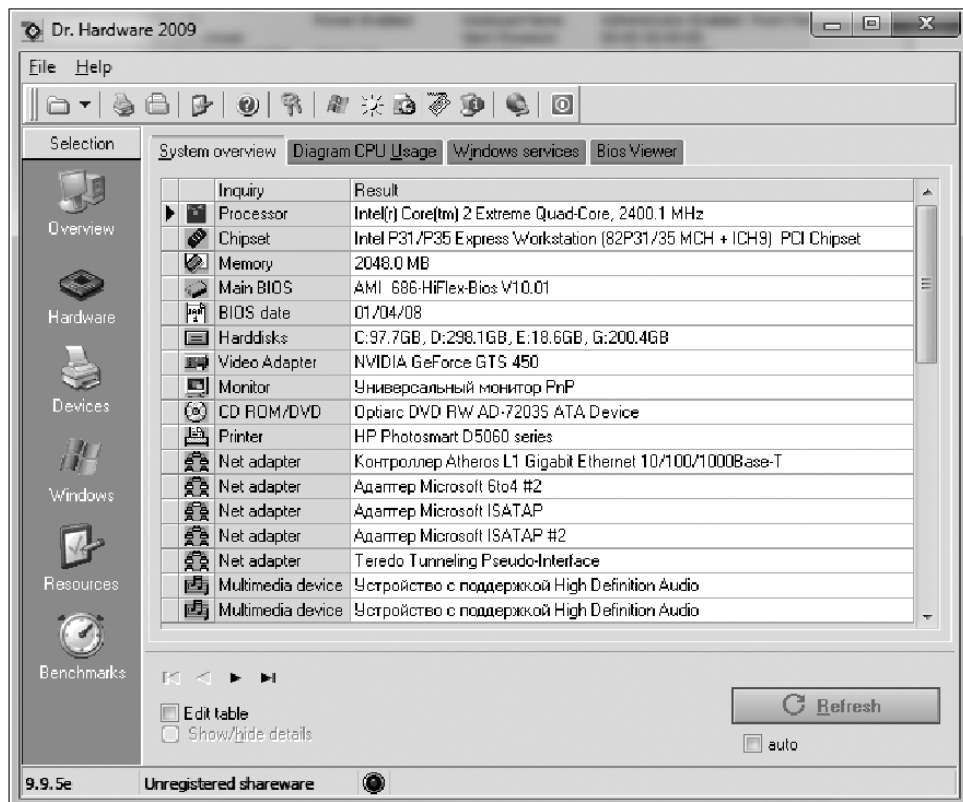 Dr. Hardware 2009
File Help
Selection
System overview Diagram CPU Usage Windows services Bios Viewer
Inquiry Result
Processor Intel(r) Core(tm) 2 Extreme Quad-Core, 2400.1 MHz
Overview
Chipset Intel P31/P35 Express Workstation (82P31/35 MCH + ICH9) PCI Chipset
Memory 2048.0 MB
Main BIOS AMI 686-HiFlex-Bios V10.01
Hardware
BIOS date 01/04/08
Harddisks C:97.7GB, D:298.1GB, E:18.6GB, G:200.4GB
Video Adapter NVIDIA GeForce GTS 450
Monitor Универсальный монитор PnP
Devices
CD ROM/DVD Optiarc DVD RW AD-7203S ATA Device
Printer HP Photosmart D5060 series
Net adapter Контроллер Atheros L1 Gigabit Ethernet 10/100/1000Base-T
Windows
Net adapter Адаптер Microsoft 6to4 #2
Net adapter Адаптер Microsoft ISATAP
Net adapter Адаптер Microsoft ISATAP #2
Net adapter Teredo Tunneling Pseudo-Interface
Resources
Multimedia device Устройство с поддержкой High Definition Audio
Multimedia device Устройство с поддержкой High Definition Audio
Benchmarks
Edit table
Show/hide details
Refresh
auto
9.9.5e Unregistered shareware